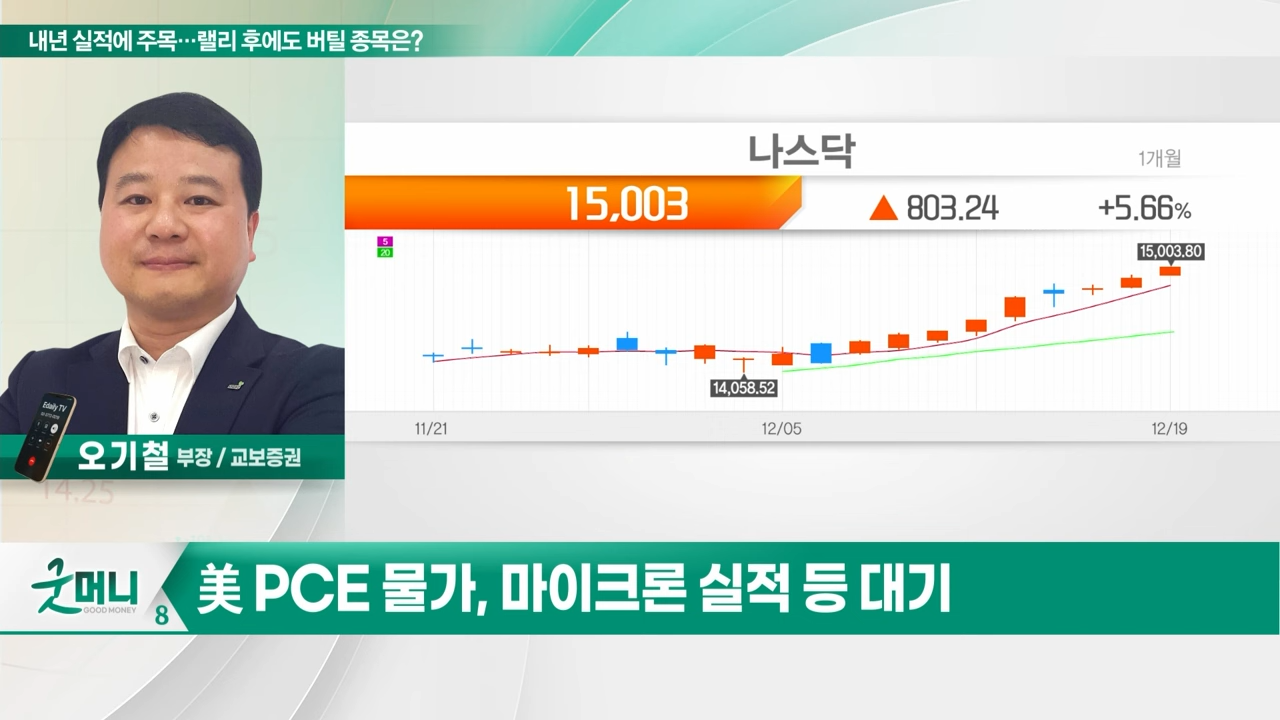 내년 실적에 주목…랠리 후에도 버틸 종목은?
나스닥
1개월
15,003
▲ 803.24
+5.66%
5
20
15,003.80
14,058.52
11/21
12/05
12/19
Edaily TV
오기철 부장 / 교보증권
14.25
굿머니
GOOD MONEY
8
美 PCE 물가, 마이크론 실적 등 대기